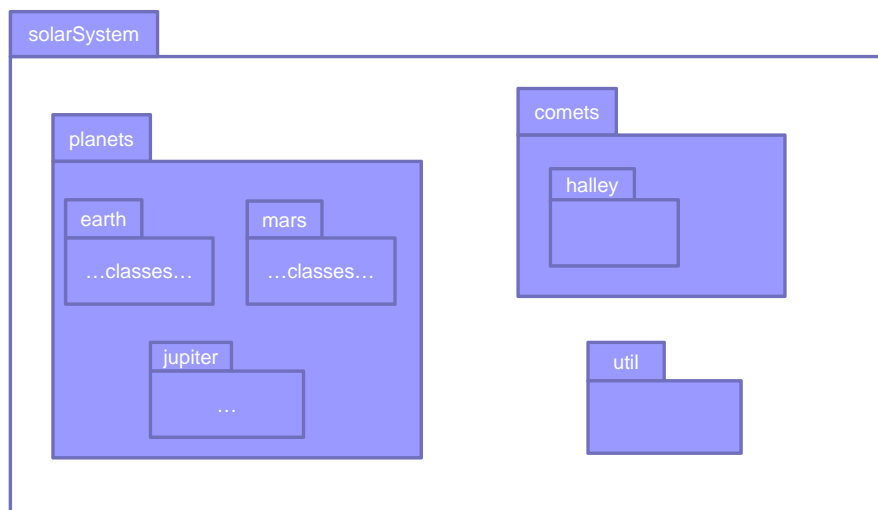 solarSystem
planets
earth
…classes…
mars
…classes…
jupiter
…
comets
halley
util